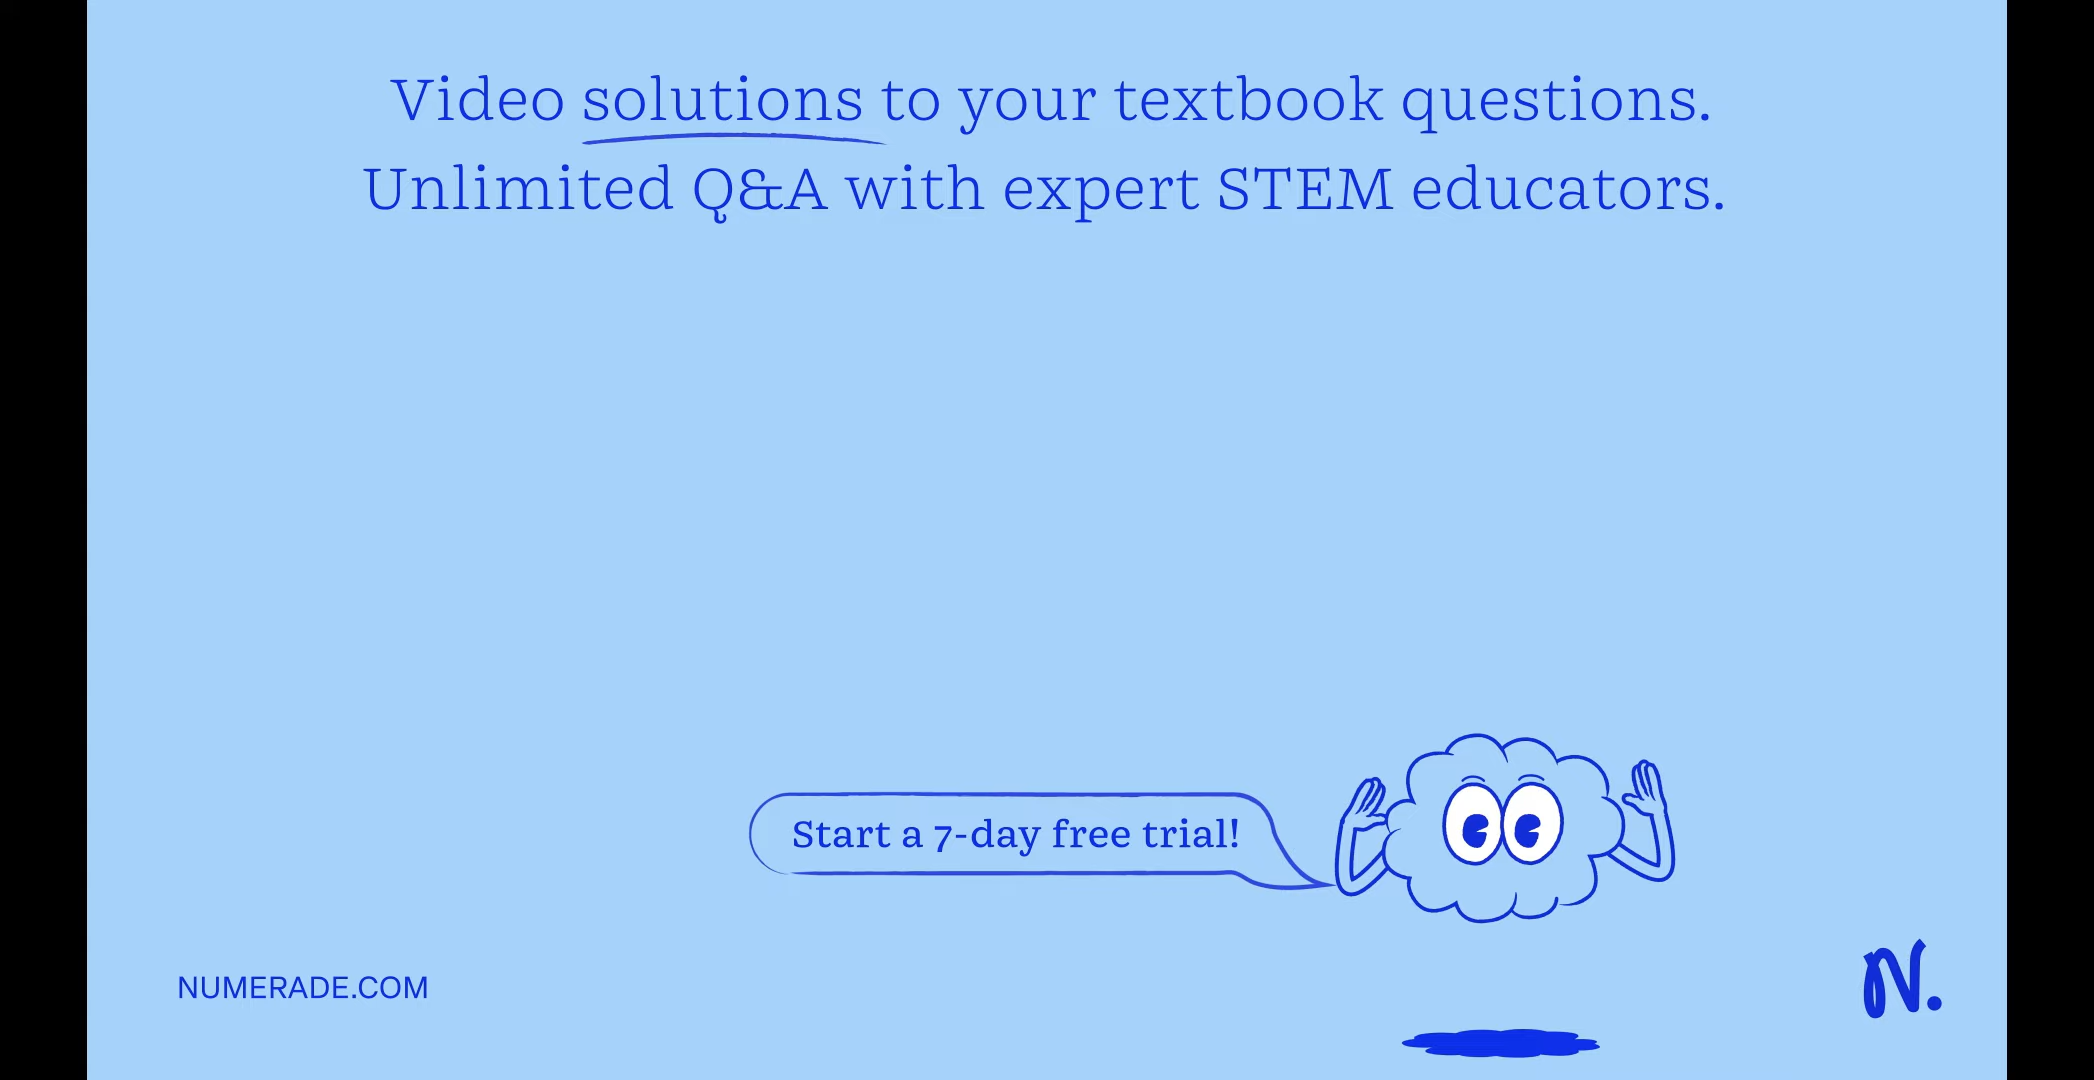 Video solutions to your textbook questions.
Unlimited Q&A with expert STEM educators.
Start a 7-day free trial!
NUMERADE.COM
N.